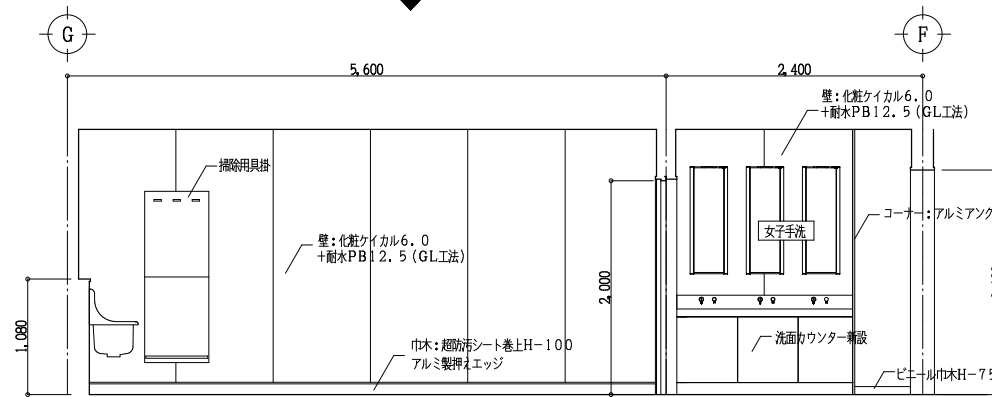 G
F
5,600
2,400
壁：化粧ケイカル6.0
+耐水PB12.5(GL工法)
掃除用具掛
コーナー：アルミアング
女子手洗
壁：化粧ケイカル6.0
+耐水PB12.5(GL工法)
2,000
1,080
洗面カウンター新設
巾木：超防汚シート巻上H-100
アルミ製押えエッジ
ビニール巾木H-75